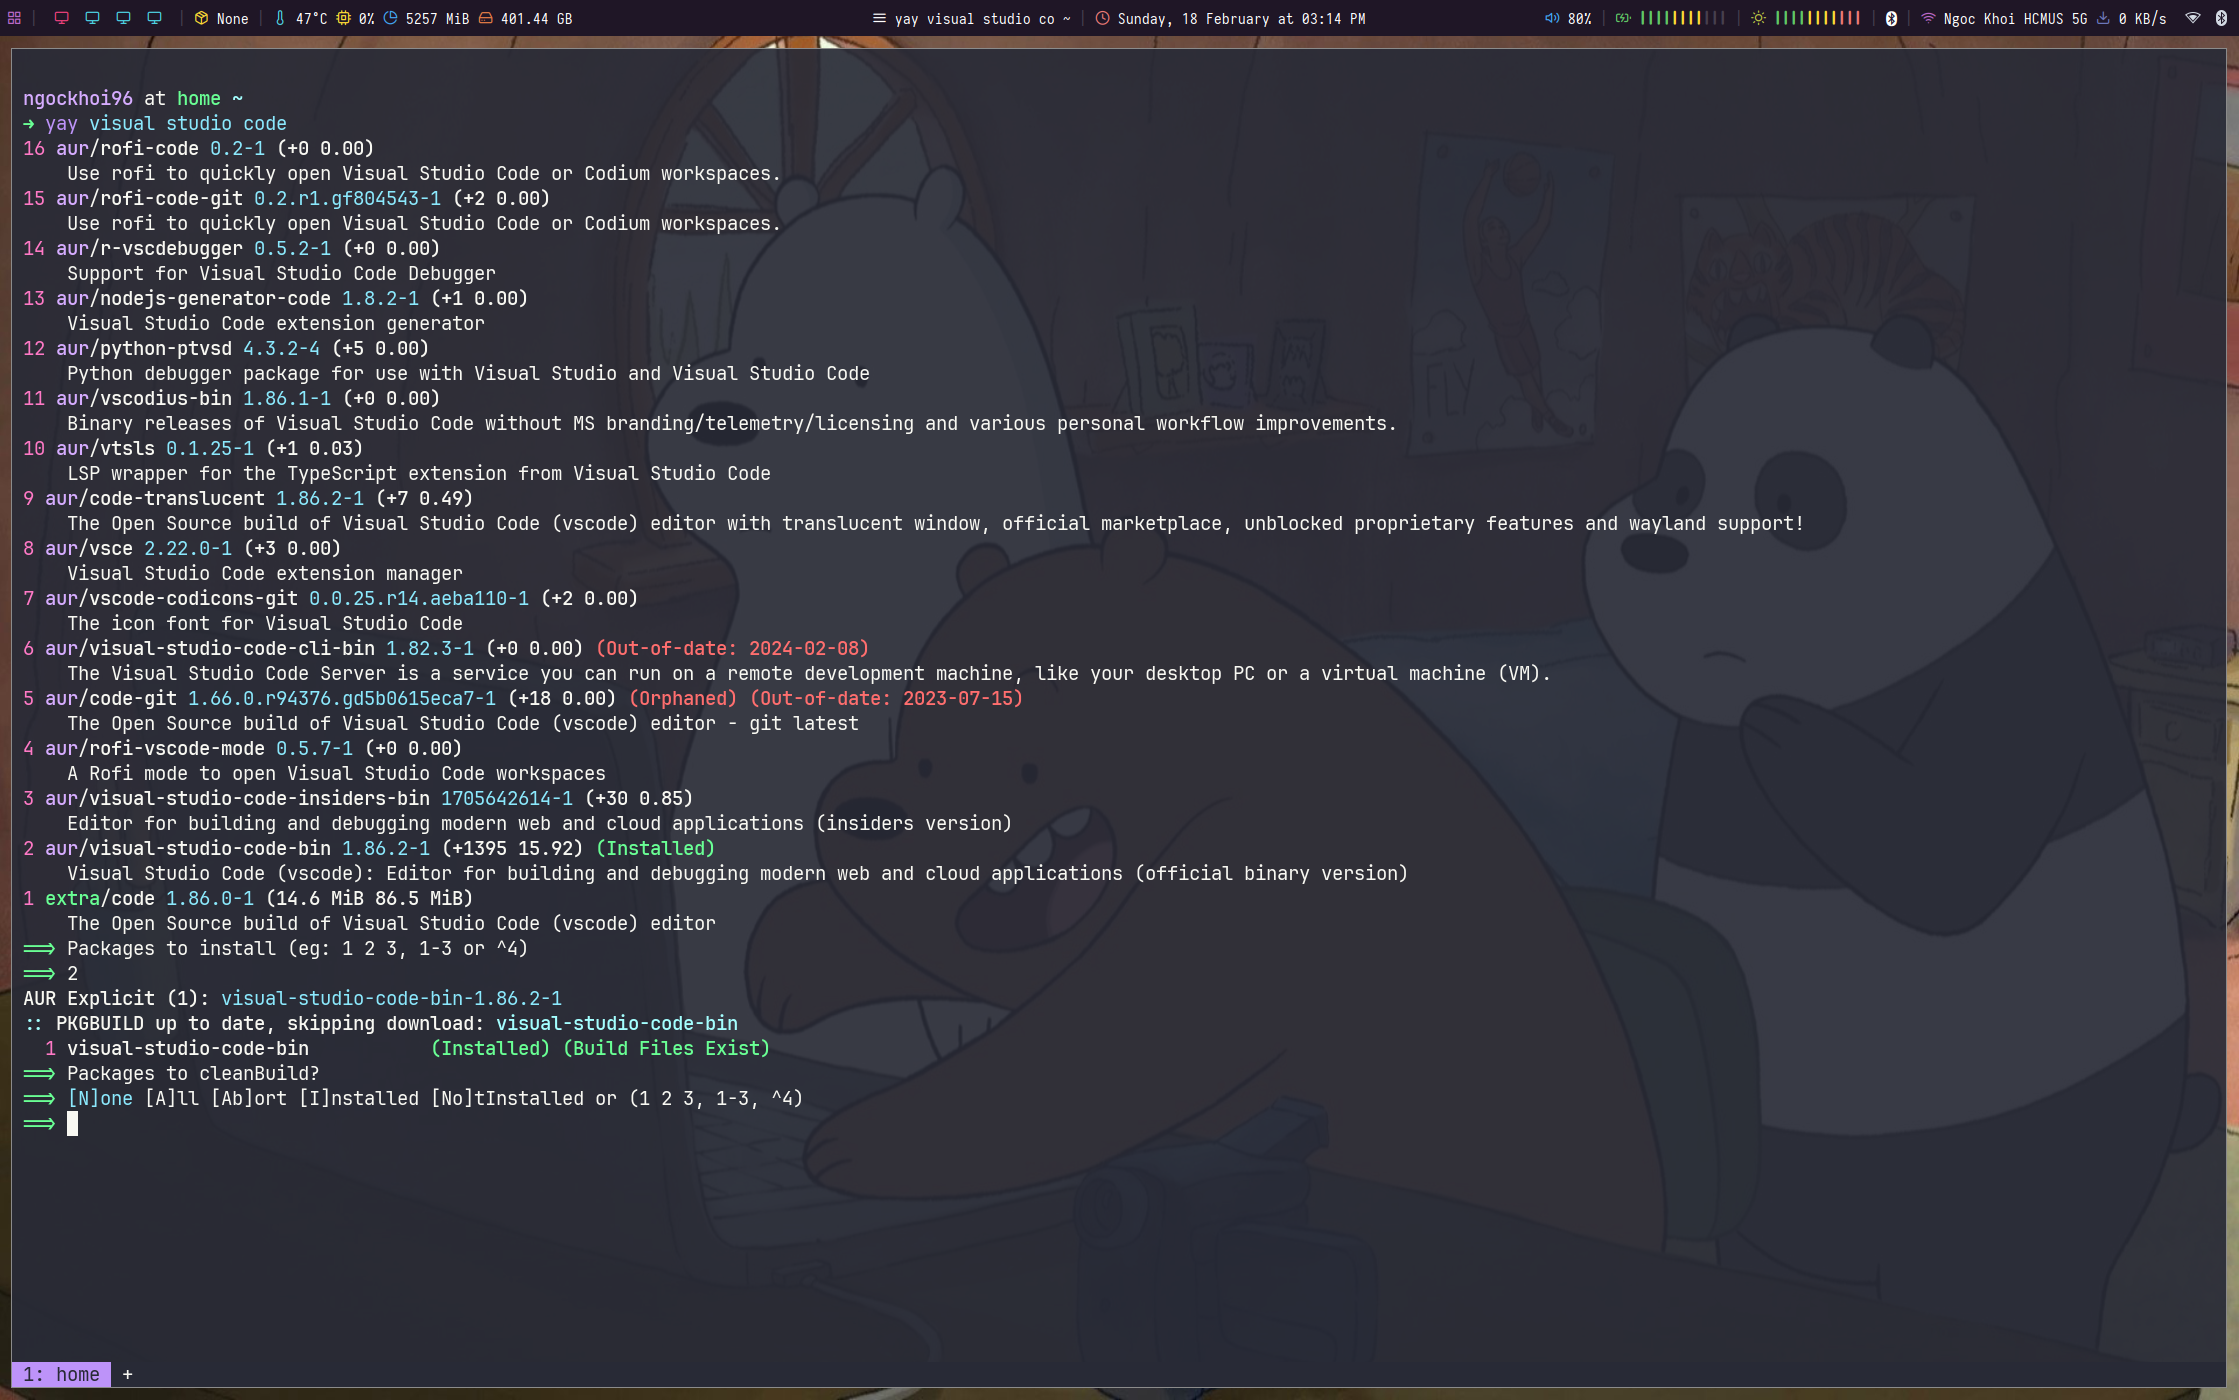 None 47°C 0% 5257 MiB 401.44 GB yay visual studio co ~ Sunday, 18 February at 03:14 PM 80% Ngoc Khoi HCMUS 5G 0 KB/s
ngockhoi96 at home ~
➜ yay visual studio code
16 aur/rofi-code 0.2-1 (+0 0.00)
Use rofi to quickly open Visual Studio Code or Codium workspaces.
15 aur/rofi-code-git 0.2.r1.gf804543-1 (+2 0.00)
Use rofi to quickly open Visual Studio Code or Codium workspaces.
14 aur/r-vscdebugger 0.5.2-1 (+0 0.00)
Support for Visual Studio Code Debugger
13 aur/nodejs-generator-code 1.8.2-1 (+1 0.00)
Visual Studio Code extension generator
12 aur/python-ptvsd 4.3.2-4 (+5 0.00)
Python debugger package for use with Visual Studio and Visual Studio Code
11 aur/vscodius-bin 1.86.1-1 (+0 0.00)
Binary releases of Visual Studio Code without MS branding/telemetry/licensing and various personal workflow improvements.
10 aur/vtsls 0.1.25-1 (+1 0.03)
LSP wrapper for the TypeScript extension from Visual Studio Code
9 aur/code-translucent 1.86.2-1 (+7 0.49)
The Open Source build of Visual Studio Code (vscode) editor with translucent window, official marketplace, unblocked proprietary features and wayland support!
8 aur/vsce 2.22.0-1 (+3 0.00)
Visual Studio Code extension manager
7 aur/vscode-codicons-git 0.0.25.r14.aeba110-1 (+2 0.00)
The icon font for Visual Studio Code
6 aur/visual-studio-code-cli-bin 1.82.3-1 (+0 0.00) (Out-of-date: 2024-02-08)
The Visual Studio Code Server is a service you can run on a remote development machine, like your desktop PC or a virtual machine (VM).
5 aur/code-git 1.66.0.r94376.gd5b0615eca7-1 (+18 0.00) (Orphaned) (Out-of-date: 2023-07-15)
The Open Source build of Visual Studio Code (vscode) editor - git latest
4 aur/rofi-vscode-mode 0.5.7-1 (+0 0.00)
A Rofi mode to open Visual Studio Code workspaces
3 aur/visual-studio-code-insiders-bin 1705642614-1 (+30 0.85)
Editor for building and debugging modern web and cloud applications (insiders version)
2 aur/visual-studio-code-bin 1.86.2-1 (+1395 15.92) (Installed)
Visual Studio Code (vscode): Editor for building and debugging modern web and cloud applications (official binary version)
1 extra/code 1.86.0-1 (14.6 MiB 86.5 MiB)
The Open Source build of Visual Studio Code (vscode) editor
==> Packages to install (eg: 1 2 3, 1-3 or ^4)
==> 2
AUR Explicit (1): visual-studio-code-bin-1.86.2-1
:: PKGBUILD up to date, skipping download: visual-studio-code-bin
1 visual-studio-code-bin (Installed) (Build Files Exist)
==> Packages to cleanBuild?
==> [N]one [A]ll [Ab]ort [I]nstalled [No]tInstalled or (1 2 3, 1-3, ^4)
==>
1: home +